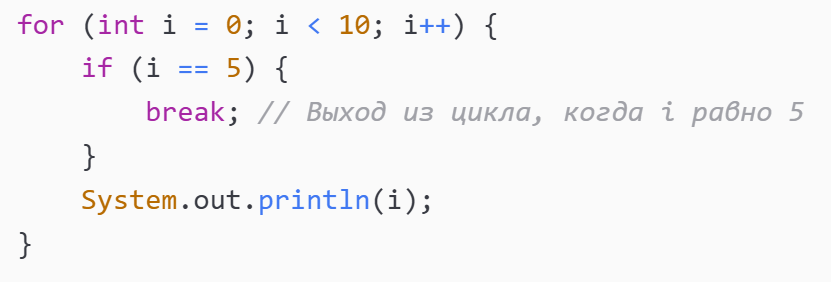 for (int i = 0; i < 10; i++) {
    if (i == 5) {
        break; // Выход из цикла, когда i равно 5
    }
    System.out.println(i);
}